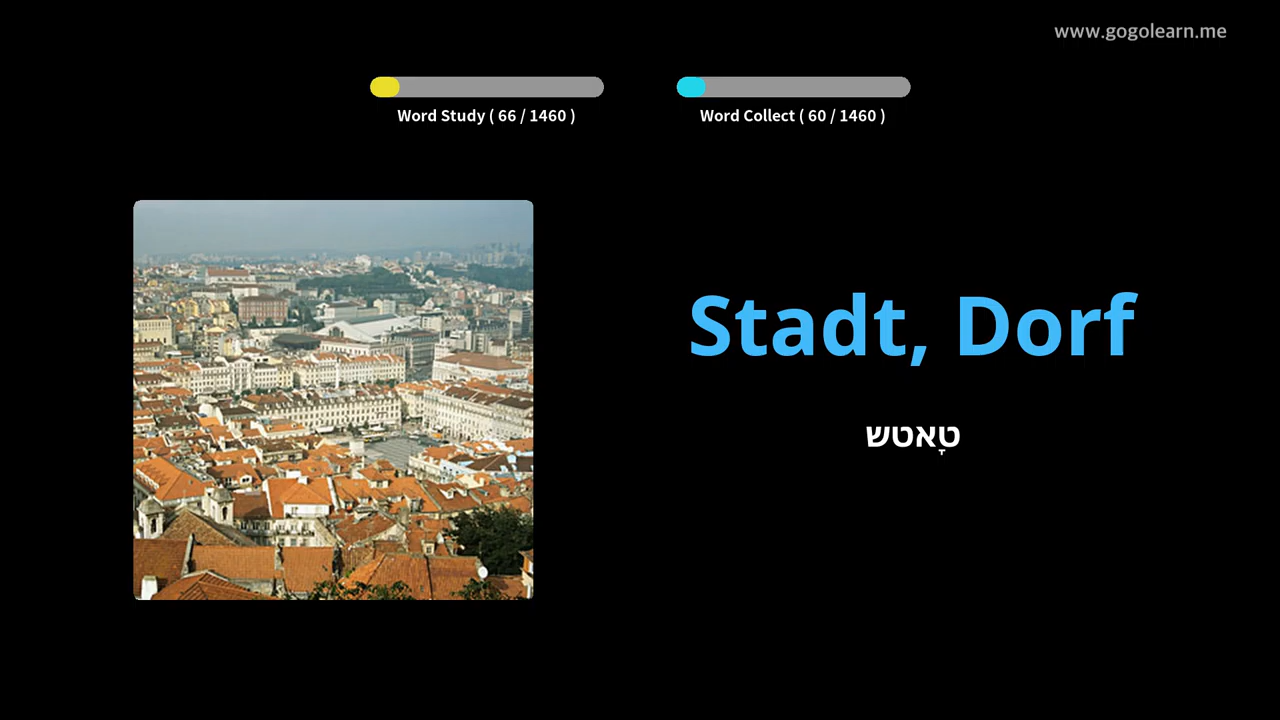 www.gogolearn.me
Word Study ( 66 / 1460 )
Word Collect ( 60 / 1460 )
Stadt, Dorf
טָאטש